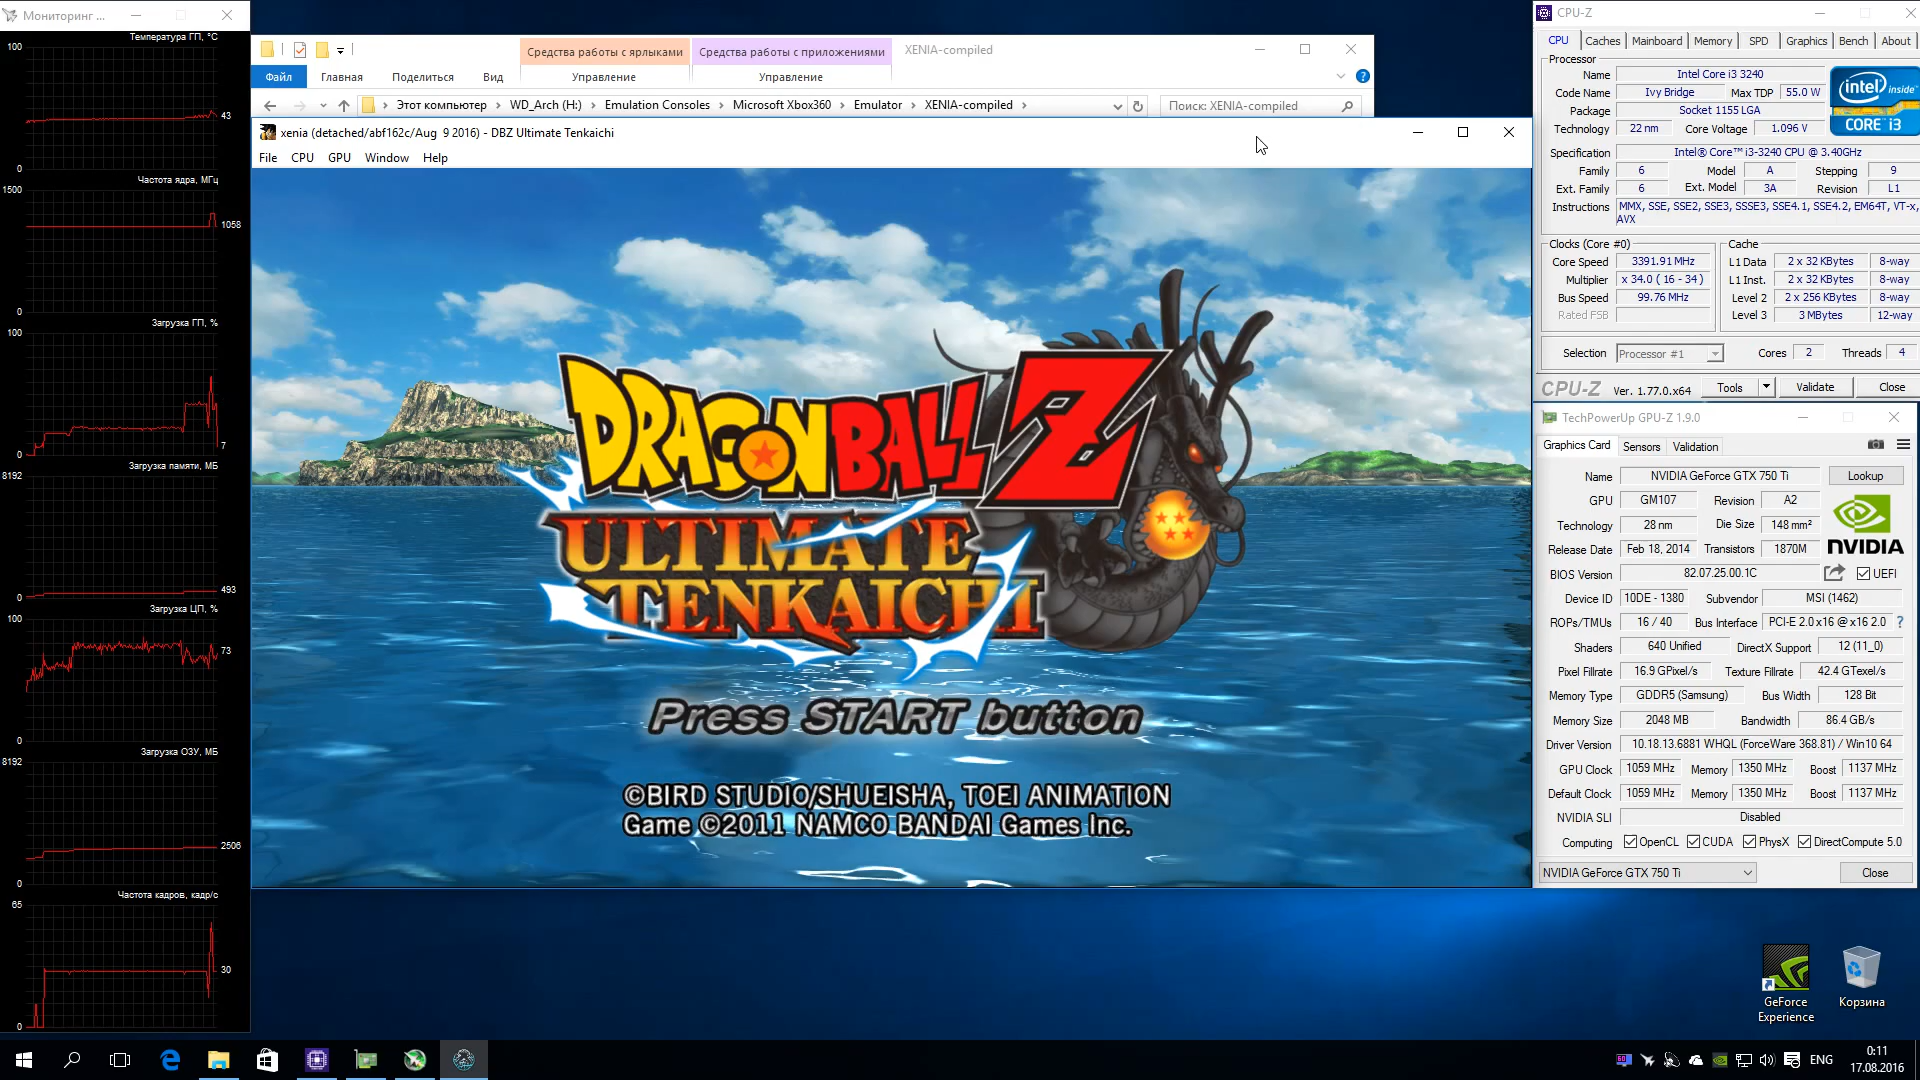 Мониторинг ...
Температура ГП, °C
100
43
0
Частота ядра, МГц
1500
1058
0
Загрузка ГП, %
100
7
0
Загрузка памяти, МБ
8192
493
0
Загрузка ЦП, %
100
73
0
Загрузка ОЗУ, МБ
8192
2506
0
Частота кадров, кадр/с
65
30
0
Средства работы с ярлыками
Средства работы с приложениями
XENIA-compiled
Файл
Главная
Поделиться
Вид
Управление
Управление
Этот компьютер
WD_Arch (H:)
Emulation Consoles
Microsoft Xbox360
Emulator
XENIA-compiled
Поиск: XENIA-compiled
xenia (detached/abf162c/Aug 9 2016) - DBZ Ultimate Tenkaichi
File CPU GPU Window Help
DRAGON BALL Z
ULTIMATE
TENKAICHI
Press START button
©BIRD STUDIO/SHUEISHA, TOEI ANIMATION
Game ©2011 NAMCO BANDAI Games Inc.
CPU-Z
CPU Caches Mainboard Memory SPD Graphics Bench About
Processor
Name Intel Core i3 3240
Code Name Ivy Bridge Max TDP 55.0 W
Package Socket 1155 LGA
Technology 22 nm Core Voltage 1.096 V
intel inside™
CORE i3
Specification Intel® Core™ i3-3240 CPU @ 3.40GHz
Family 6 Model A Stepping 9
Ext. Family 6 Ext. Model 3A Revision L1
Instructions MMX, SSE, SSE2, SSE3, SSSE3, SSE4.1, SSE4.2, EM64T, VT-x,
AVX
Clocks (Core #0)
Core Speed 3391.91 MHz
Multiplier x 34.0 ( 16 - 34 )
Bus Speed 99.76 MHz
Rated FSB
Cache
L1 Data 2 x 32 KBytes 8-way
L1 Inst. 2 x 32 KBytes 8-way
Level 2 2 x 256 KBytes 8-way
Level 3 3 MBytes 12-way
Selection Processor #1 Cores 2 Threads 4
CPU-Z Ver. 1.77.0.x64 Tools Validate Close
TechPowerUp GPU-Z 1.9.0
Graphics Card Sensors Validation
Name NVIDIA GeForce GTX 750 Ti Lookup
GPU GM107 Revision A2
Technology 28 nm Die Size 148 mm²
Release Date Feb 18, 2014 Transistors 1870M
NVIDIA
BIOS Version 82.07.25.00.1C UEFI
Device ID 10DE - 1380 Subvendor MSI (1462)
ROPs/TMUs 16 / 40 Bus Interface PCI-E 2.0 x16 @ x16 2.0 ?
Shaders 640 Unified DirectX Support 12 (11_0)
Pixel Fillrate 16.9 GPixel/s Texture Fillrate 42.4 GTexel/s
Memory Type GDDR5 (Samsung) Bus Width 128 Bit
Memory Size 2048 MB Bandwidth 86.4 GB/s
Driver Version 10.18.13.6881 WHQL (ForceWare 368.81) / Win10 64
GPU Clock 1059 MHz Memory 1350 MHz Boost 1137 MHz
Default Clock 1059 MHz Memory 1350 MHz Boost 1137 MHz
NVIDIA SLI Disabled
Computing OpenCL CUDA PhysX DirectCompute 5.0
NVIDIA GeForce GTX 750 Ti Close
GeForce
Experience
Корзина
60
ENG
0:11
17.08.2016